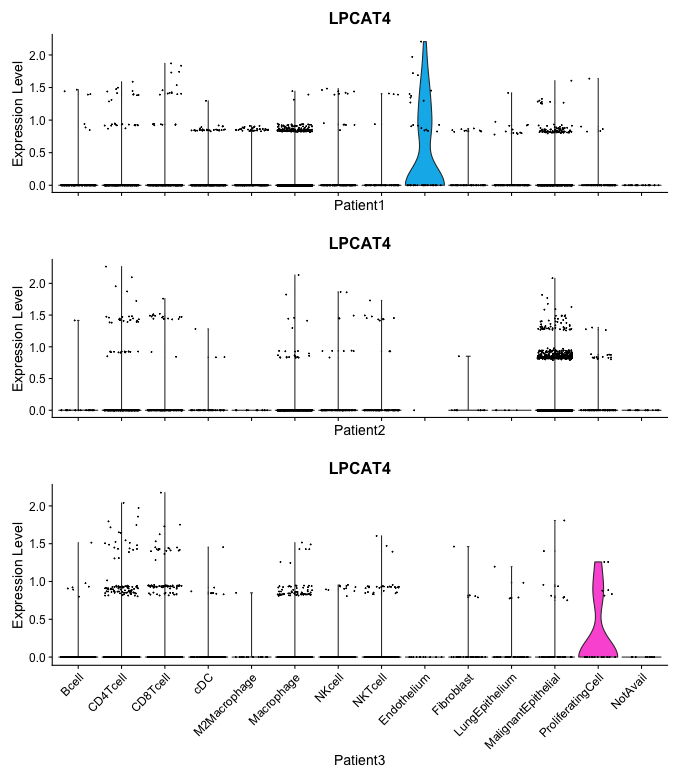 LPCAT4
Expression Level
2.0
1.5
1.0
0.5
0.0
Patient1
LPCAT4
Expression Level
2.0
1.5
1.0
0.5
0.0
Patient2
LPCAT4
Expression Level
2.0
1.5
1.0
0.5
0.0
Bcell
CD4Tcell
CD8Tcell
cDC
M2Macrophage
Macrophage
NKcell
NKTcell
Endothelium
Fibroblast
LungEpithelium
MalignantEpithelial
ProliferatingCell
NotAvail
Patient3